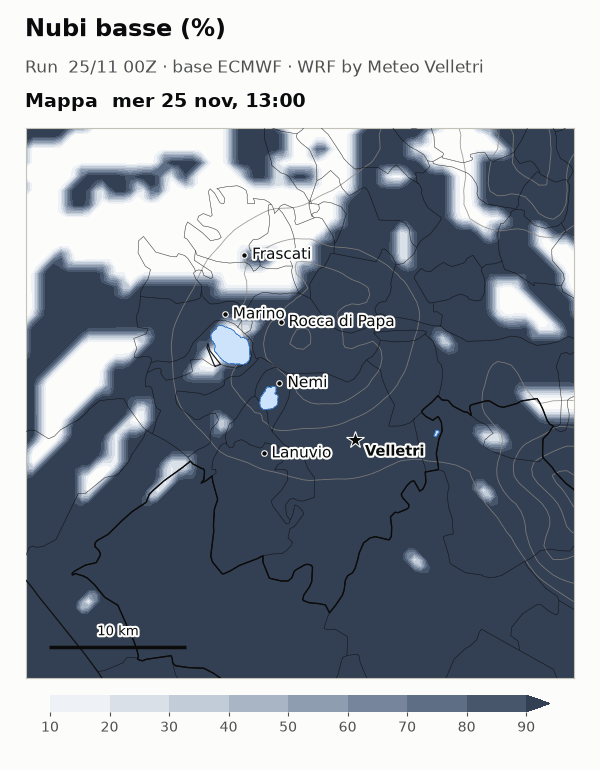 Nubi basse (%)
Run  25/11 00Z · base ECMWF · WRF by Meteo Velletri
Mappa  mer 25 nov, 13:00
Frascati
Marino
Rocca di Papa
Nemi
Velletri
Lanuvio
10 km
10 20 30 40 50 60 70 80 90